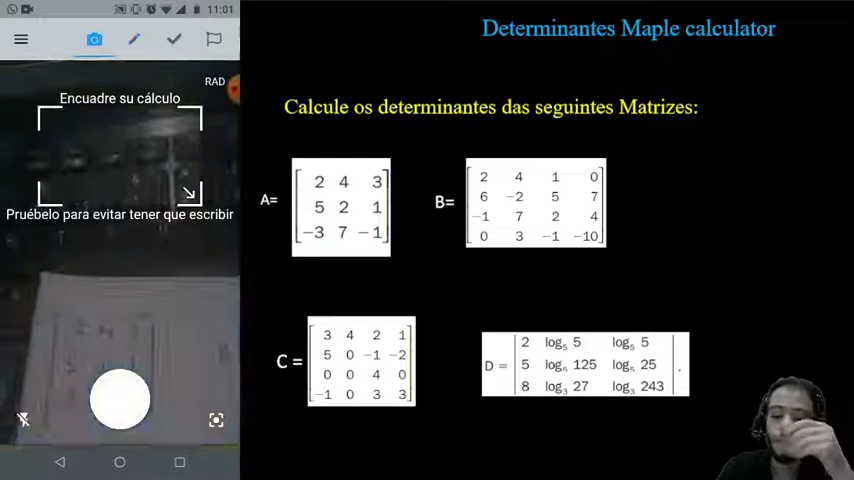 11:01
Determinantes Maple calculator
RAD
Encuadre su cálculo
Pruébelo para evitar tener que escribir
Calcule os determinantes das seguintes Matrizes:
A=
2 4 3
5 2 1
−3 7 −1
B=
2 4 1 0
6 −2 5 7
−1 7 2 4
0 3 −1 −10
C =
3 4 2 1
5 0 −1 −2
0 0 4 0
−1 0 3 3
D =
2 log₅ 5 log₅ 5
5 log₅ 125 log₅ 25
8 log₃ 27 log₃ 243
.